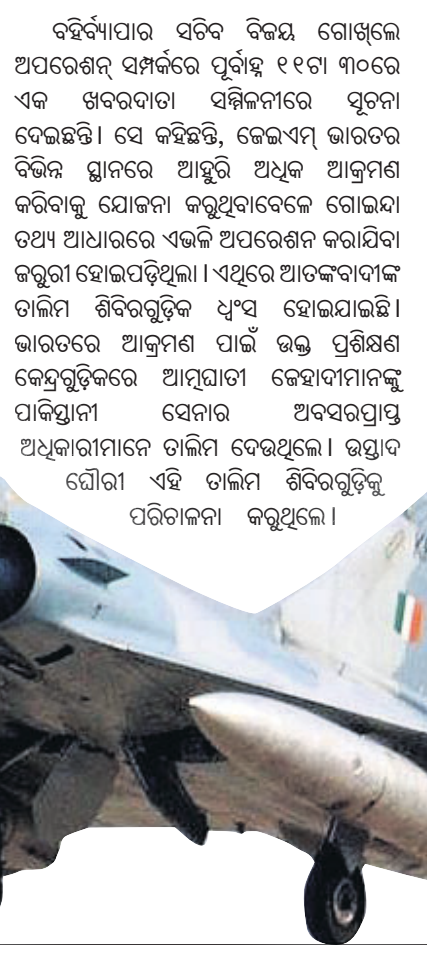 ବହିର୍ବ୍ୟାପାର ସଚିବ ବିଜୟ ଗୋଖ୍‌ଲେ
ଅପରେଶନ୍ ସମ୍ପର୍କରେ ପୂର୍ବାହ୍ନ ୧୧ଟା ୩୦ରେ
ଏକ ଖବରଦାତା ସମ୍ମିଳନୀରେ ସୂଚନା
ଦେଇଛନ୍ତି। ସେ କହିଛନ୍ତି, ଜେଇଏମ୍ ଭାରତର
ବିଭିନ୍ନ ସ୍ଥାନରେ ଆହୁରି ଅଧିକ ଆକ୍ରମଣ
କରିବାକୁ ଯୋଜନା କରୁଥିବାବେଳେ ଗୋଇନ୍ଦା
ତଥ୍ୟ ଆଧାରରେ ଏଭଳି ଅପରେଶନ କରାଯିବା
ଜରୁରୀ ହୋଇପଡ଼ିଥିଲା।ଏଥିରେ ଆତଙ୍କବାଦୀଙ୍କ
ତାଲିମ ଶିବିରଗୁଡ଼ିକ ଧ୍ୱଂସ ହୋଇଯାଇଛି।
ଭାରତରେ ଆକ୍ରମଣ ପାଇଁ ଉକ୍ତ ପ୍ରଶିକ୍ଷଣ
କେନ୍ଦ୍ରଗୁଡ଼ିକରେ ଆତ୍ମଘାତୀ ଜେହାଦୀମାନଙ୍କୁ
ପାକିସ୍ତାନୀ ସେନାର ଅବସରପ୍ରାପ୍ତ
ଅଧିକାରୀମାନେ ତାଲିମ ଦେଉଥିଲେ। ଉସ୍ତାଦ
ଘୌରୀ ଏହି ତାଲିମ ଶିବିରଗୁଡ଼ିକୁ
ପରିଚାଳନା କରୁଥିଲେ।